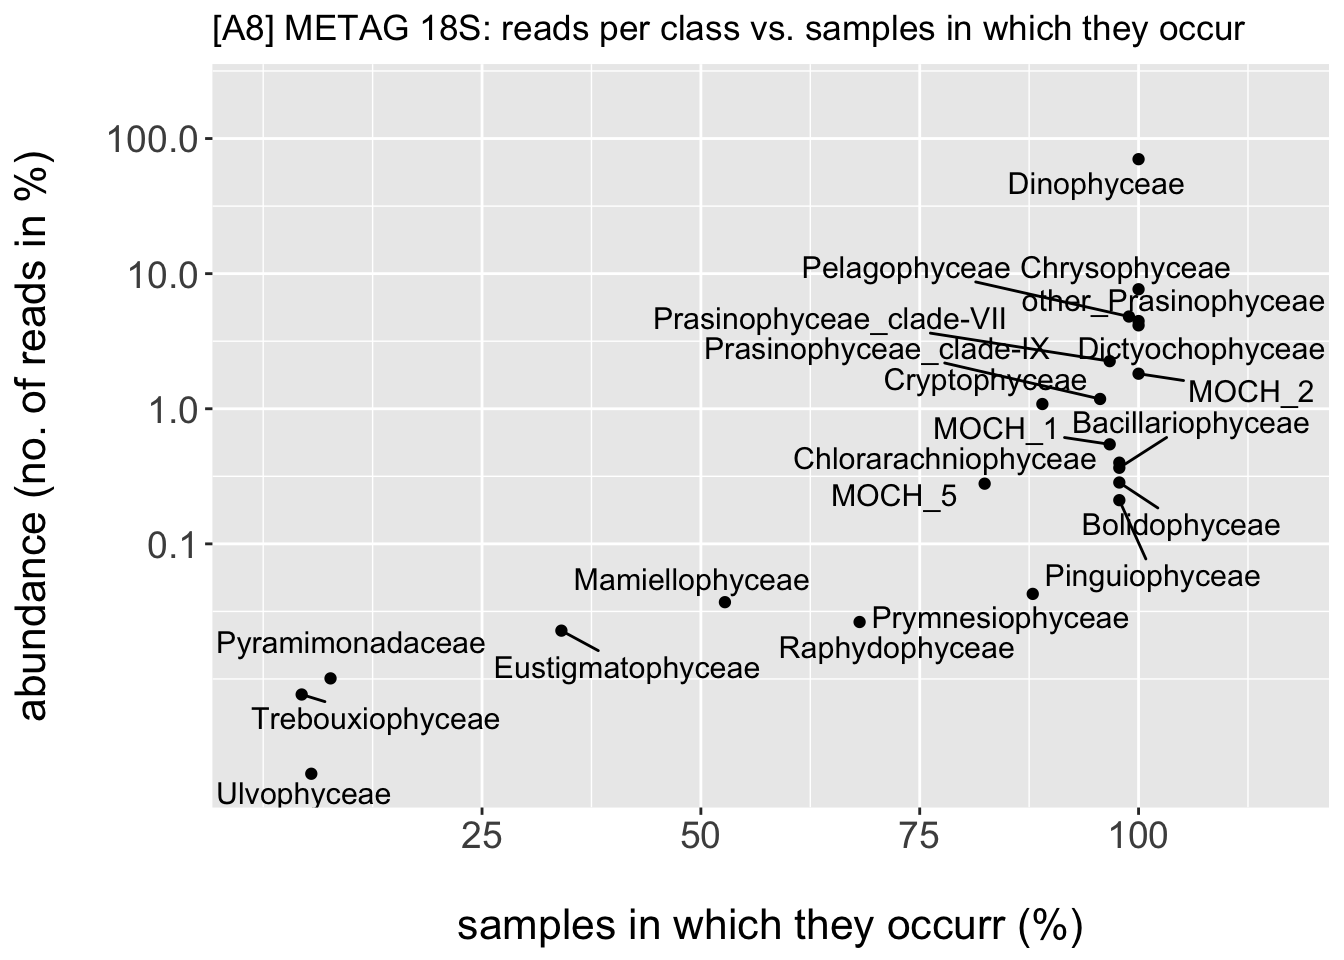 [A8] METAG 18S: reads per class vs. samples in which they occur
abundance (no. of reads in %)
100.0
10.0
1.0
0.1
Dinophyceae
Pelagophyceae
Chrysophyceae
other_Prasinophyceae
Prasinophyceae_clade-VII
Prasinophyceae_clade-IX
Dictyochophyceae
Cryptophyceae
MOCH_2
MOCH_1
Bacillariophyceae
Chlorarachniophyceae
MOCH_5
Bolidophyceae
Mamiellophyceae
Pinguiophyceae
Prymnesiophyceae
Pyramimonadaceae
Raphydophyceae
Eustigmatophyceae
Trebouxiophyceae
Ulvophyceae
25
50
75
100
samples in which they occurr (%)